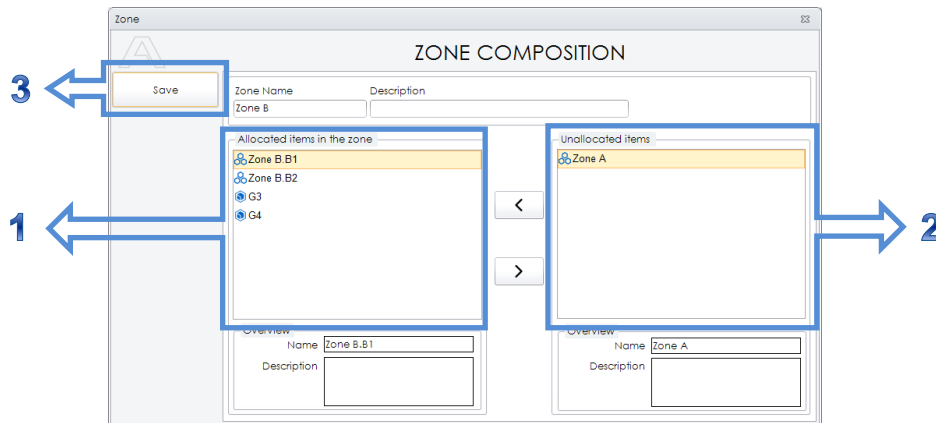 Zone
ZONE COMPOSITION
3
Save
Zone Name Description
Zone B
Allocated items in the zone
Unallocated items
Zone B.B1
Zone B.B2
G3
G4
Zone A
<
>
1
2
Overview
Name Zone B.B1
Description
Overview
Name Zone A
Description